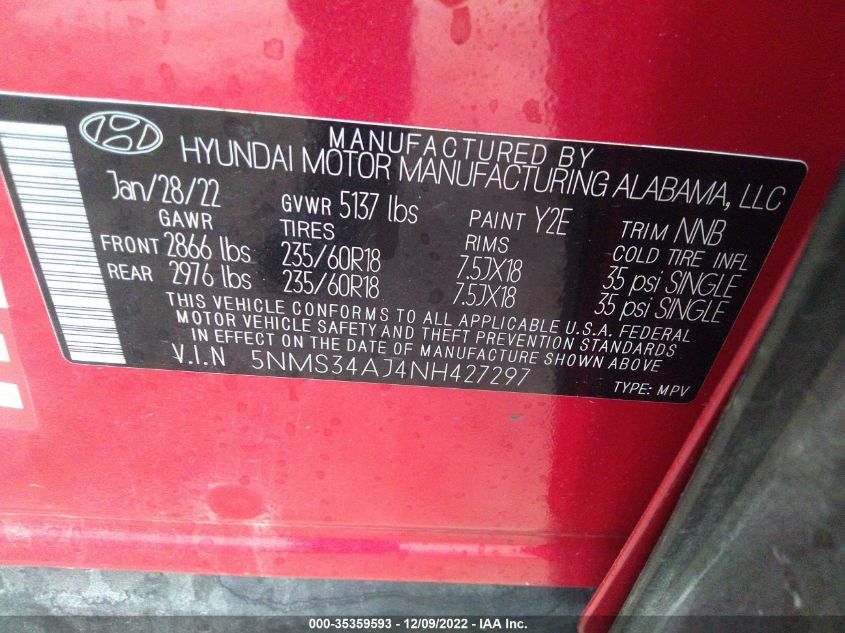 MANUFACTURED BY
HYUNDAI MOTOR MANUFACTURING ALABAMA, LLC
Jan/28/22 GVWR 5137 lbs PAINT Y2E TRIM NNB
GAWR TIRES RIMS COLD TIRE INFL
FRONT 2866 lbs 235/60R18 7.5JX18 35 psi SINGLE
REAR 2976 lbs 235/60R18 7.5JX18 35 psi SINGLE
THIS VEHICLE CONFORMS TO ALL APPLICABLE U.S.A. FEDERAL
MOTOR VEHICLE SAFETY AND THEFT PREVENTION STANDARDS
IN EFFECT ON THE DATE OF MANUFACTURE SHOWN ABOVE
V.I.N 5NMS34AJ4NH427297
TYPE: MPV
000-35359593 - 12/09/2022 - IAA Inc.